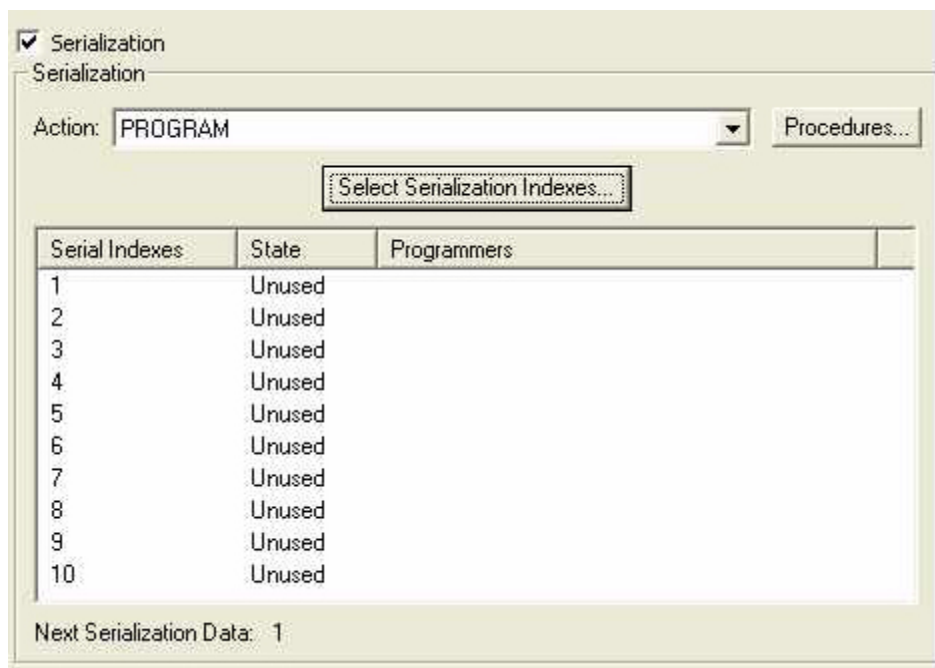 Serialization
Serialization
Action: PROGRAM Procedures...
Select Serialization Indexes...
Serial Indexes State Programmers
1 Unused
2 Unused
3 Unused
4 Unused
5 Unused
6 Unused
7 Unused
8 Unused
9 Unused
10 Unused
Next Serialization Data: 1